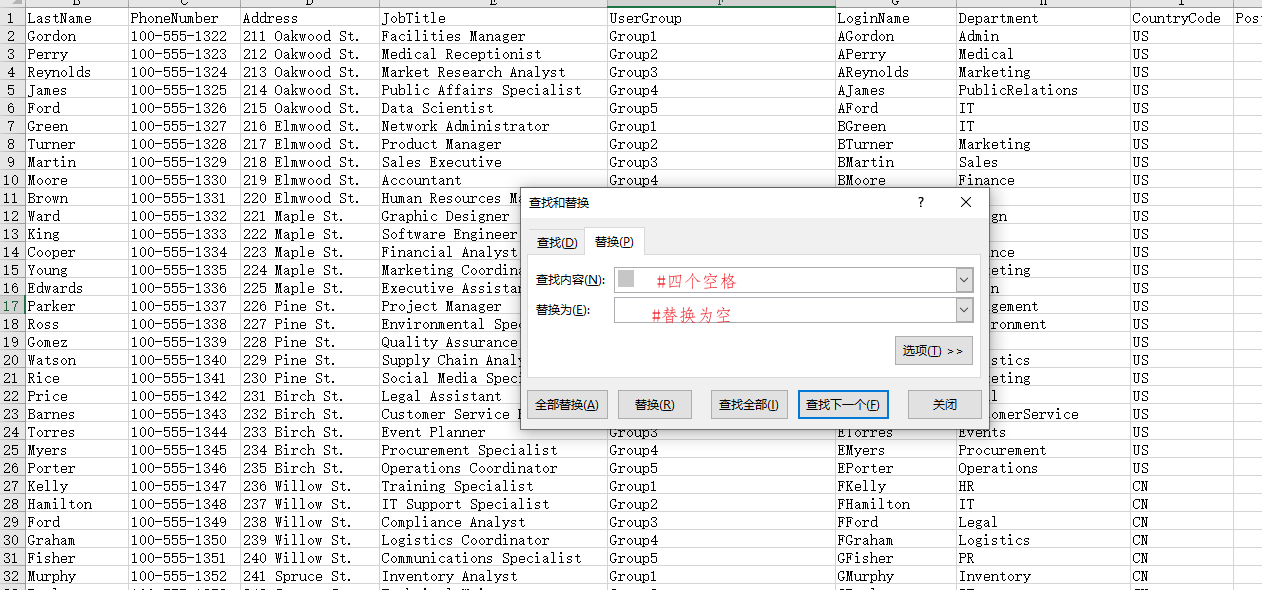 B C D E F G H I
1 LastName PhoneNumber Address JobTitle UserGroup LoginName Department CountryCode Pos
2 Gordon 100-555-1322 211 Oakwood St. Facilities Manager Group1 AGordon Admin US
3 Perry 100-555-1323 212 Oakwood St. Medical Receptionist Group2 APerry Medical US
4 Reynolds 100-555-1324 213 Oakwood St. Market Research Analyst Group3 AReynolds Marketing US
5 James 100-555-1325 214 Oakwood St. Public Affairs Specialist Group4 AJames PublicRelations US
6 Ford 100-555-1326 215 Oakwood St. Data Scientist Group5 AFord IT US
7 Green 100-555-1327 216 Elmwood St. Network Administrator Group1 BGreen IT US
8 Turner 100-555-1328 217 Elmwood St. Product Manager Group2 BTurner Marketing US
9 Martin 100-555-1329 218 Elmwood St. Sales Executive Group3 BMartin Sales US
10 Moore 100-555-1330 219 Elmwood St. Accountant Group4 BMoore Finance US
11 Brown 100-555-1331 220 Elmwood St. Human Resources Ma US
12 Ward 100-555-1332 221 Maple St. Graphic Designer gn US
13 King 100-555-1333 222 Maple St. Software Engineer US
14 Cooper 100-555-1334 223 Maple St. Financial Analyst nce US
15 Young 100-555-1335 224 Maple St. Marketing Coordina eting US
16 Edwards 100-555-1336 225 Maple St. Executive Assistan n US
17 Parker 100-555-1337 226 Pine St. Project Manager gement US
18 Ross 100-555-1338 227 Pine St. Environmental Spec ronment US
19 Gomez 100-555-1339 228 Pine St. Quality Assurance US
20 Watson 100-555-1340 229 Pine St. Supply Chain Analy stics US
21 Rice 100-555-1341 230 Pine St. Social Media Speci eting US
22 Price 100-555-1342 231 Birch St. Legal Assistant l US
23 Barnes 100-555-1343 232 Birch St. Customer Service omerService US
24 Torres 100-555-1344 233 Birch St. Event Planner Group3 ETorres Events US
25 Myers 100-555-1345 234 Birch St. Procurement Specialist Group4 EMyers Procurement US
26 Porter 100-555-1346 235 Birch St. Operations Coordinator Group5 EPorter Operations US
27 Kelly 100-555-1347 236 Willow St. Training Specialist Group1 FKelly HR CN
28 Hamilton 100-555-1348 237 Willow St. IT Support Specialist Group2 FHamilton IT CN
29 Ford 100-555-1349 238 Willow St. Compliance Analyst Group3 FFord Legal CN
30 Graham 100-555-1350 239 Willow St. Logistics Coordinator Group4 FGraham Logistics CN
31 Fisher 100-555-1351 240 Willow St. Communications Specialist Group5 GFisher PR CN
32 Murphy 100-555-1352 241 Spruce St. Inventory Analyst Group1 GMurphy Inventory CN
查找和替换 ?
查找(D) 替换(P)
查找内容(N): #四个空格
替换为(E): #替换为空
选项(T) >>
全部替换(A) 替换(R) 查找全部(I) 查找下一个(F) 关闭